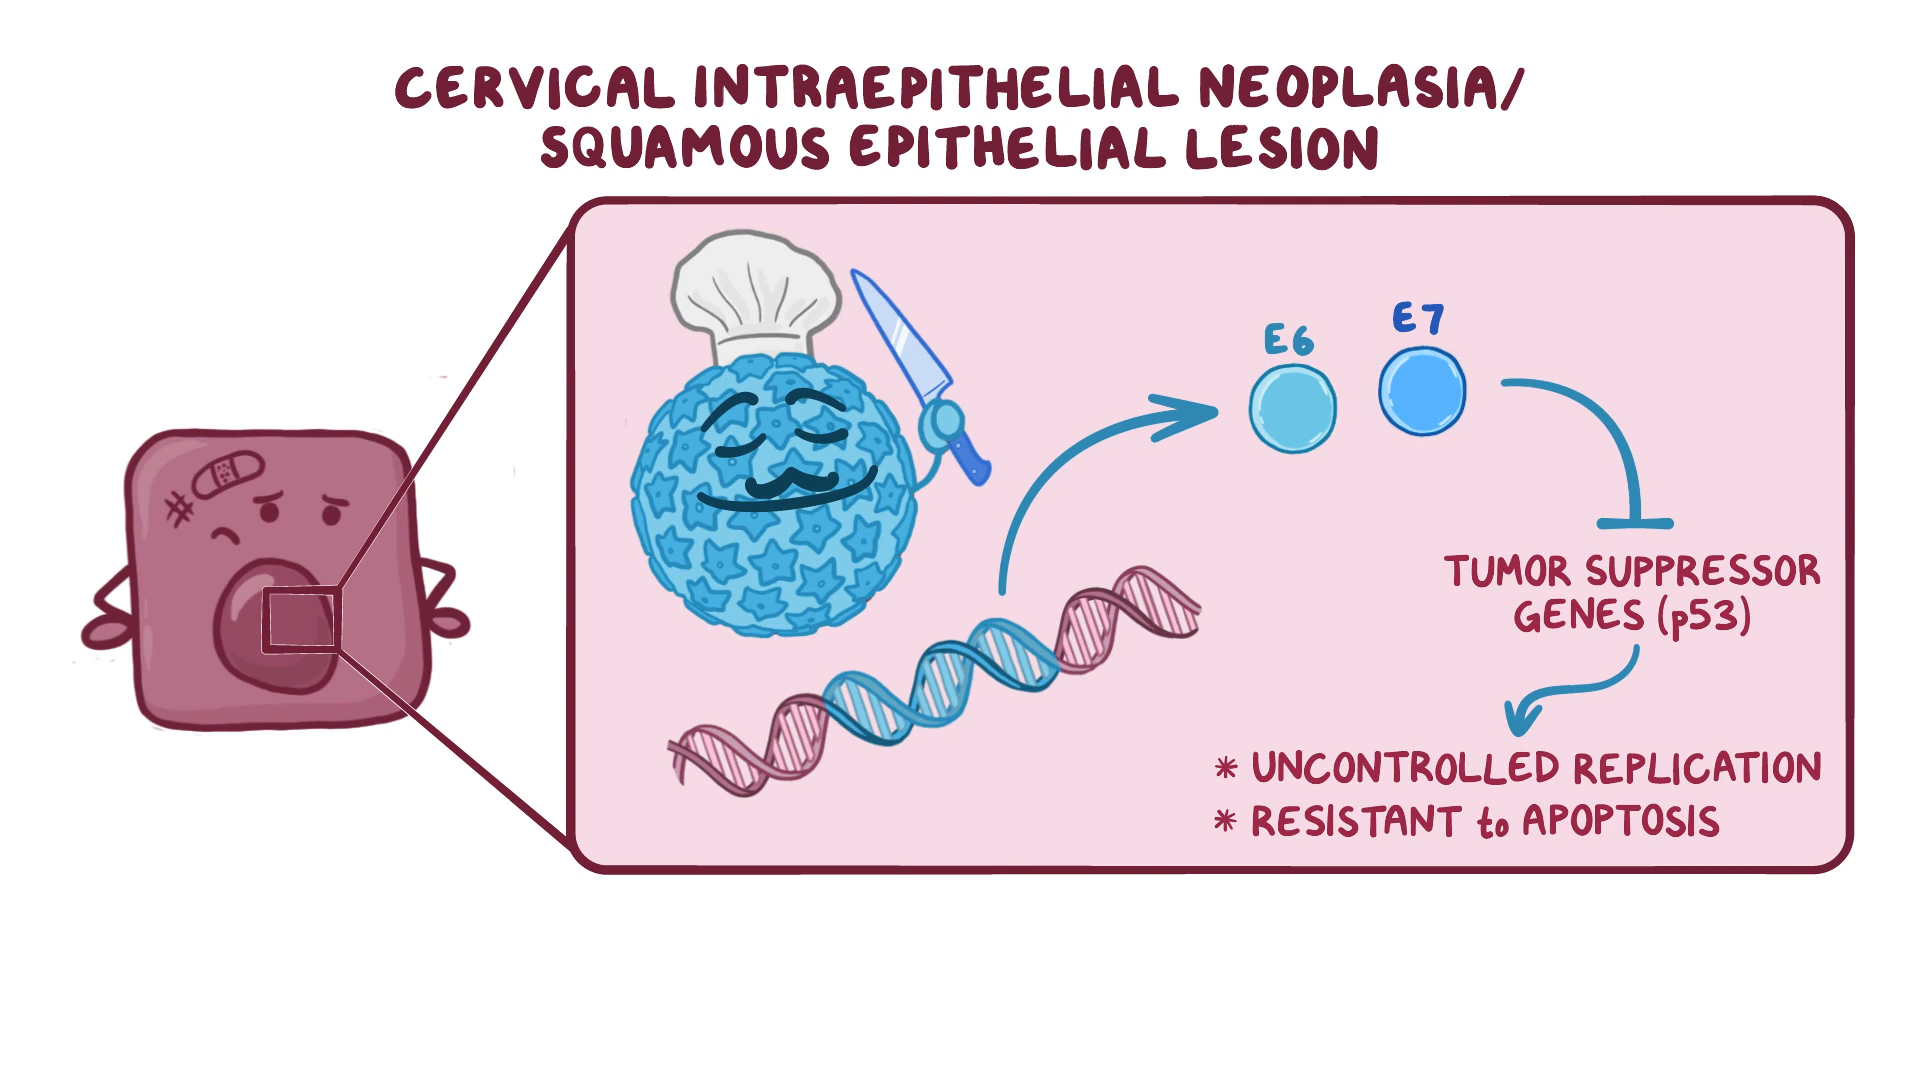 CERVICAL INTRAEPITHELIAL NEOPLASIA/
SQUAMOUS EPITHELIAL LESION
E6
E7
TUMOR SUPPRESSOR
GENES (p53)
* UNCONTROLLED REPLICATION
* RESISTANT to APOPTOSIS